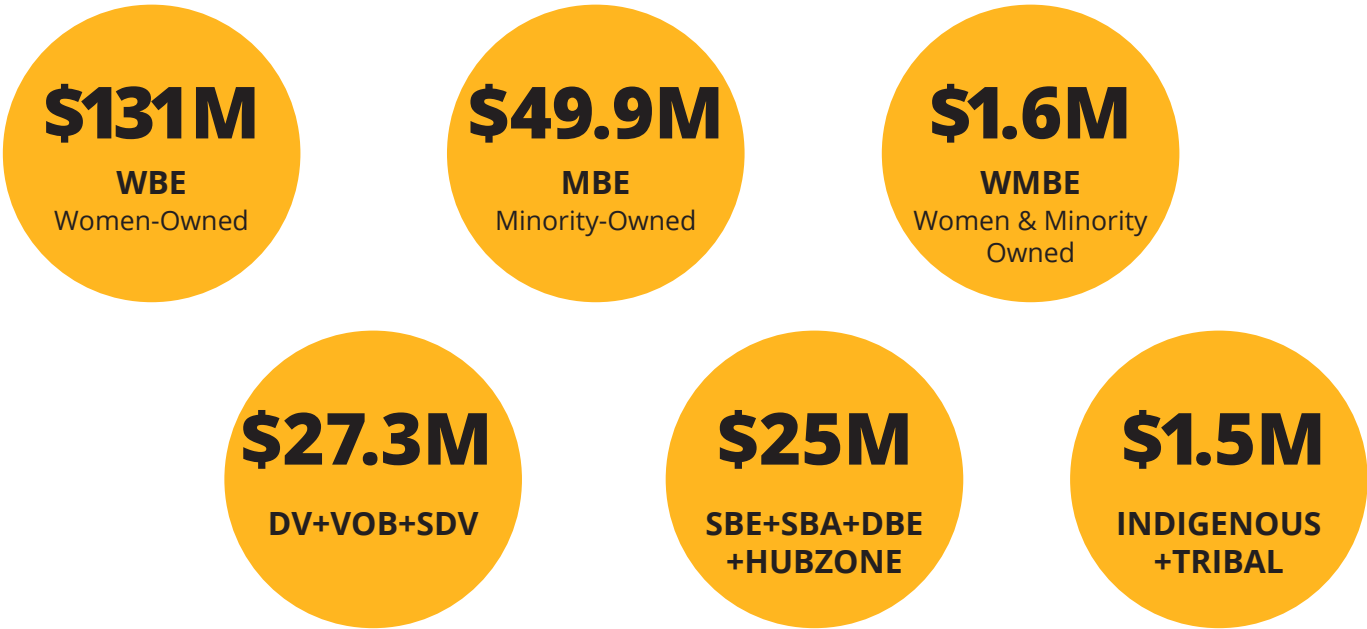 $131M
WBE
Women-Owned
$49.9M
MBE
Minority-Owned
$1.6M
WMBE
Women & Minority
Owned
$27.3M
DV+VOB+SDV
$25M
SBE+SBA+DBE
+HUBZONE
$1.5M
INDIGENOUS
+TRIBAL